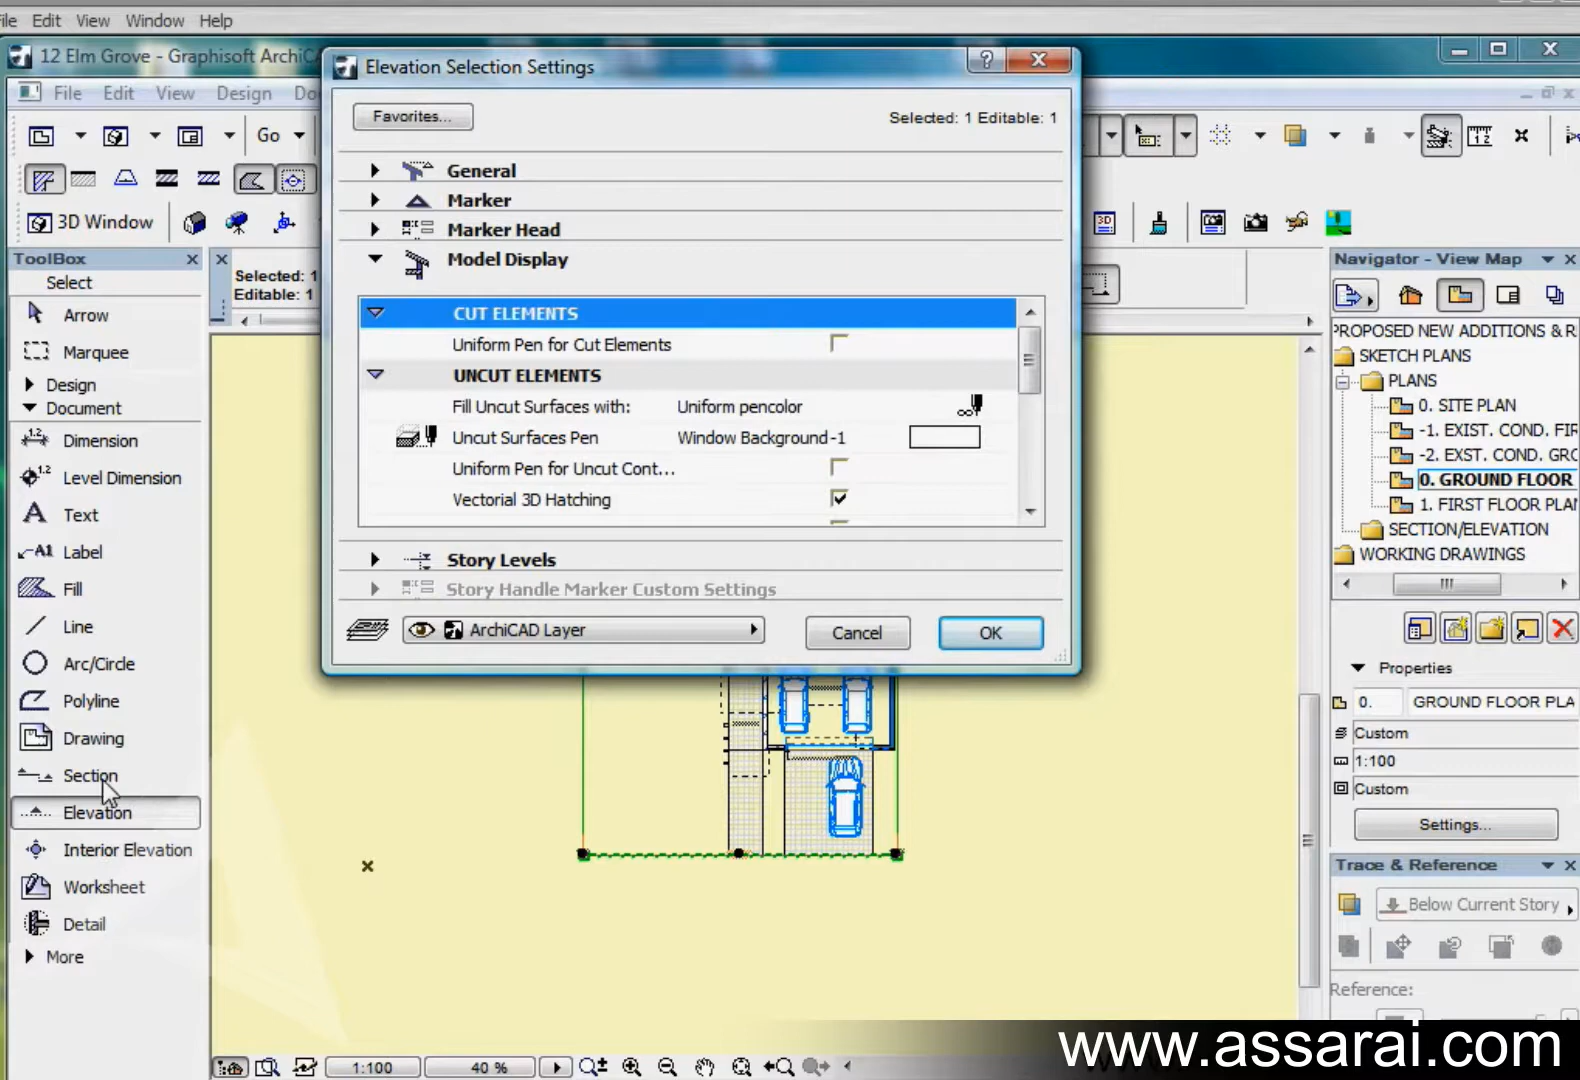 File Edit View Window Help
12 Elm Grove - Graphisoft ArchiCA
Elevation Selection Settings
File Edit View Design Do
Favorites...
Selected: 1 Editable: 1
Go
General
Marker
Marker Head
Model Display
3D Window
ToolBox
Select
Selected: 1
Editable: 1
Arrow
Marquee
Design
Document
Dimension
Level Dimension
Text
Label
Fill
Line
Arc/Circle
Polyline
Drawing
Section
Elevation
Interior Elevation
Worksheet
Detail
More
CUT ELEMENTS
Uniform Pen for Cut Elements
UNCUT ELEMENTS
Fill Uncut Surfaces with: Uniform pencolor
Uncut Surfaces Pen Window Background -1
Uniform Pen for Uncut Cont...
Vectorial 3D Hatching
Story Levels
Story Handle Marker Custom Settings
ArchiCAD Layer
Cancel
OK
Navigator - View Map
PROPOSED NEW ADDITIONS & R
SKETCH PLANS
PLANS
0. SITE PLAN
-1. EXIST. COND. FIR
-2. EXST. COND. GRO
0. GROUND FLOOR
1. FIRST FLOOR PLAN
SECTION/ELEVATION
WORKING DRAWINGS
Properties
0. GROUND FLOOR PLA
Custom
1:100
Custom
Settings...
Trace & Reference
Below Current Story
Reference:
1:100
40 %
www.assarai.com